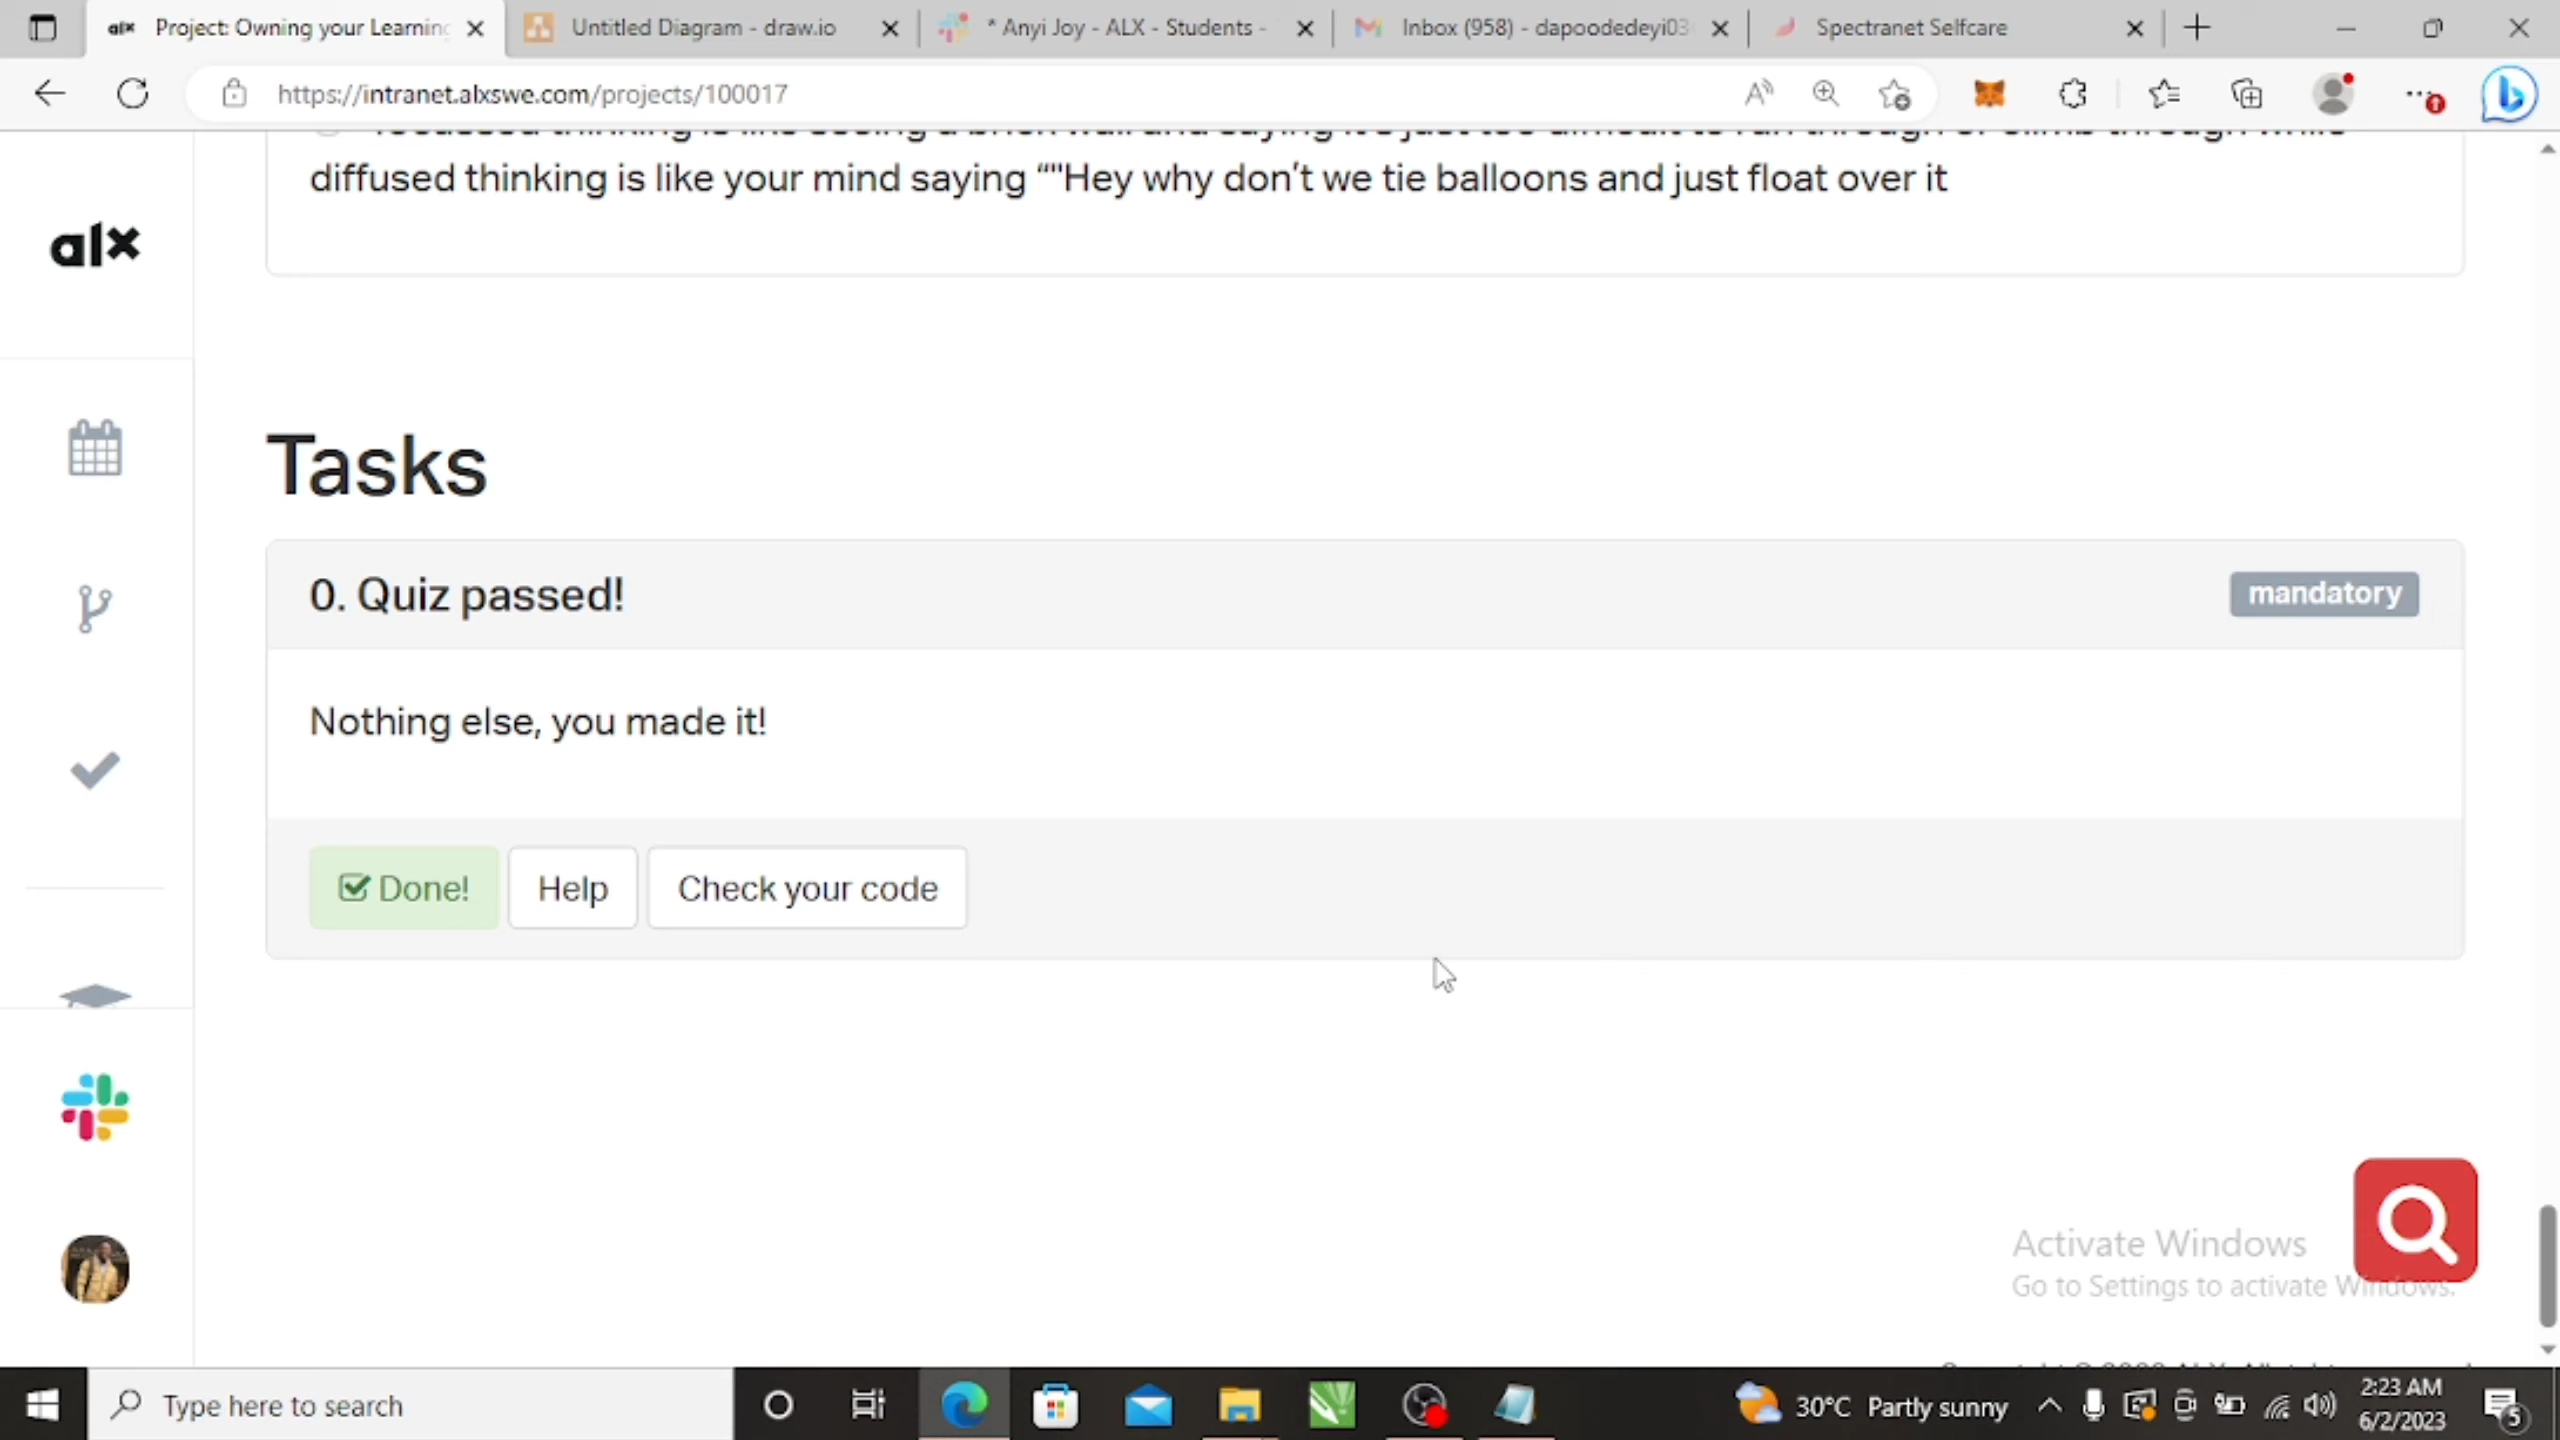 Project: Owning your Learning
Untitled Diagram - draw.io
* Anyi Joy - ALX - Students -
Inbox (958) - dapoodedeyi03
Spectranet Selfcare
https://intranet.alxswe.com/projects/100017
diffused thinking is like your mind saying “"Hey why don't we tie balloons and just float over it
alx
Tasks
0. Quiz passed!
mandatory
Nothing else, you made it!
Done!
Help
Check your code
Activate Windows
Go to Settings to activate Windows.
Type here to search
30°C Partly sunny
2:23 AM
6/2/2023
5